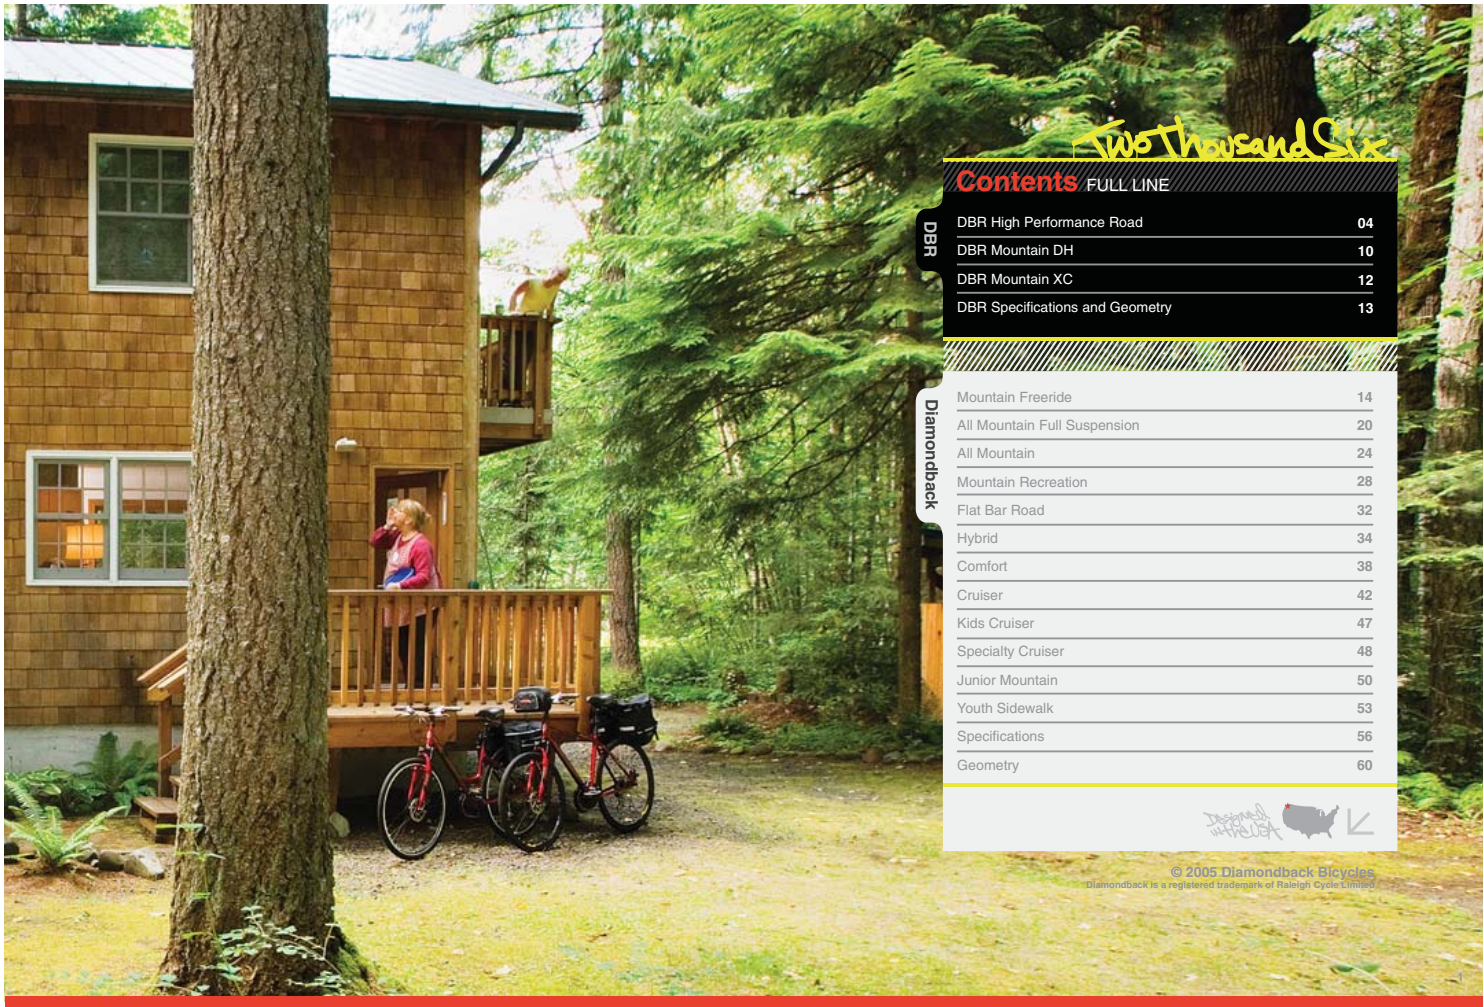 TwoThousandSix
Contents FULL LINE
DBR
DBR High Performance Road 04
DBR Mountain DH 10
DBR Mountain XC 12
DBR Specifications and Geometry 13
Diamondback
Mountain Freeride 14
All Mountain Full Suspension 20
All Mountain 24
Mountain Recreation 28
Flat Bar Road 32
Hybrid 34
Comfort 38
Cruiser 42
Kids Cruiser 47
Specialty Cruiser 48
Junior Mountain 50
Youth Sidewalk 53
Specifications 56
Geometry 60
Designed
in the USA
© 2005 Diamondback Bicycles
Diamondback is a registered trademark of Raleigh Cycle Limited
1